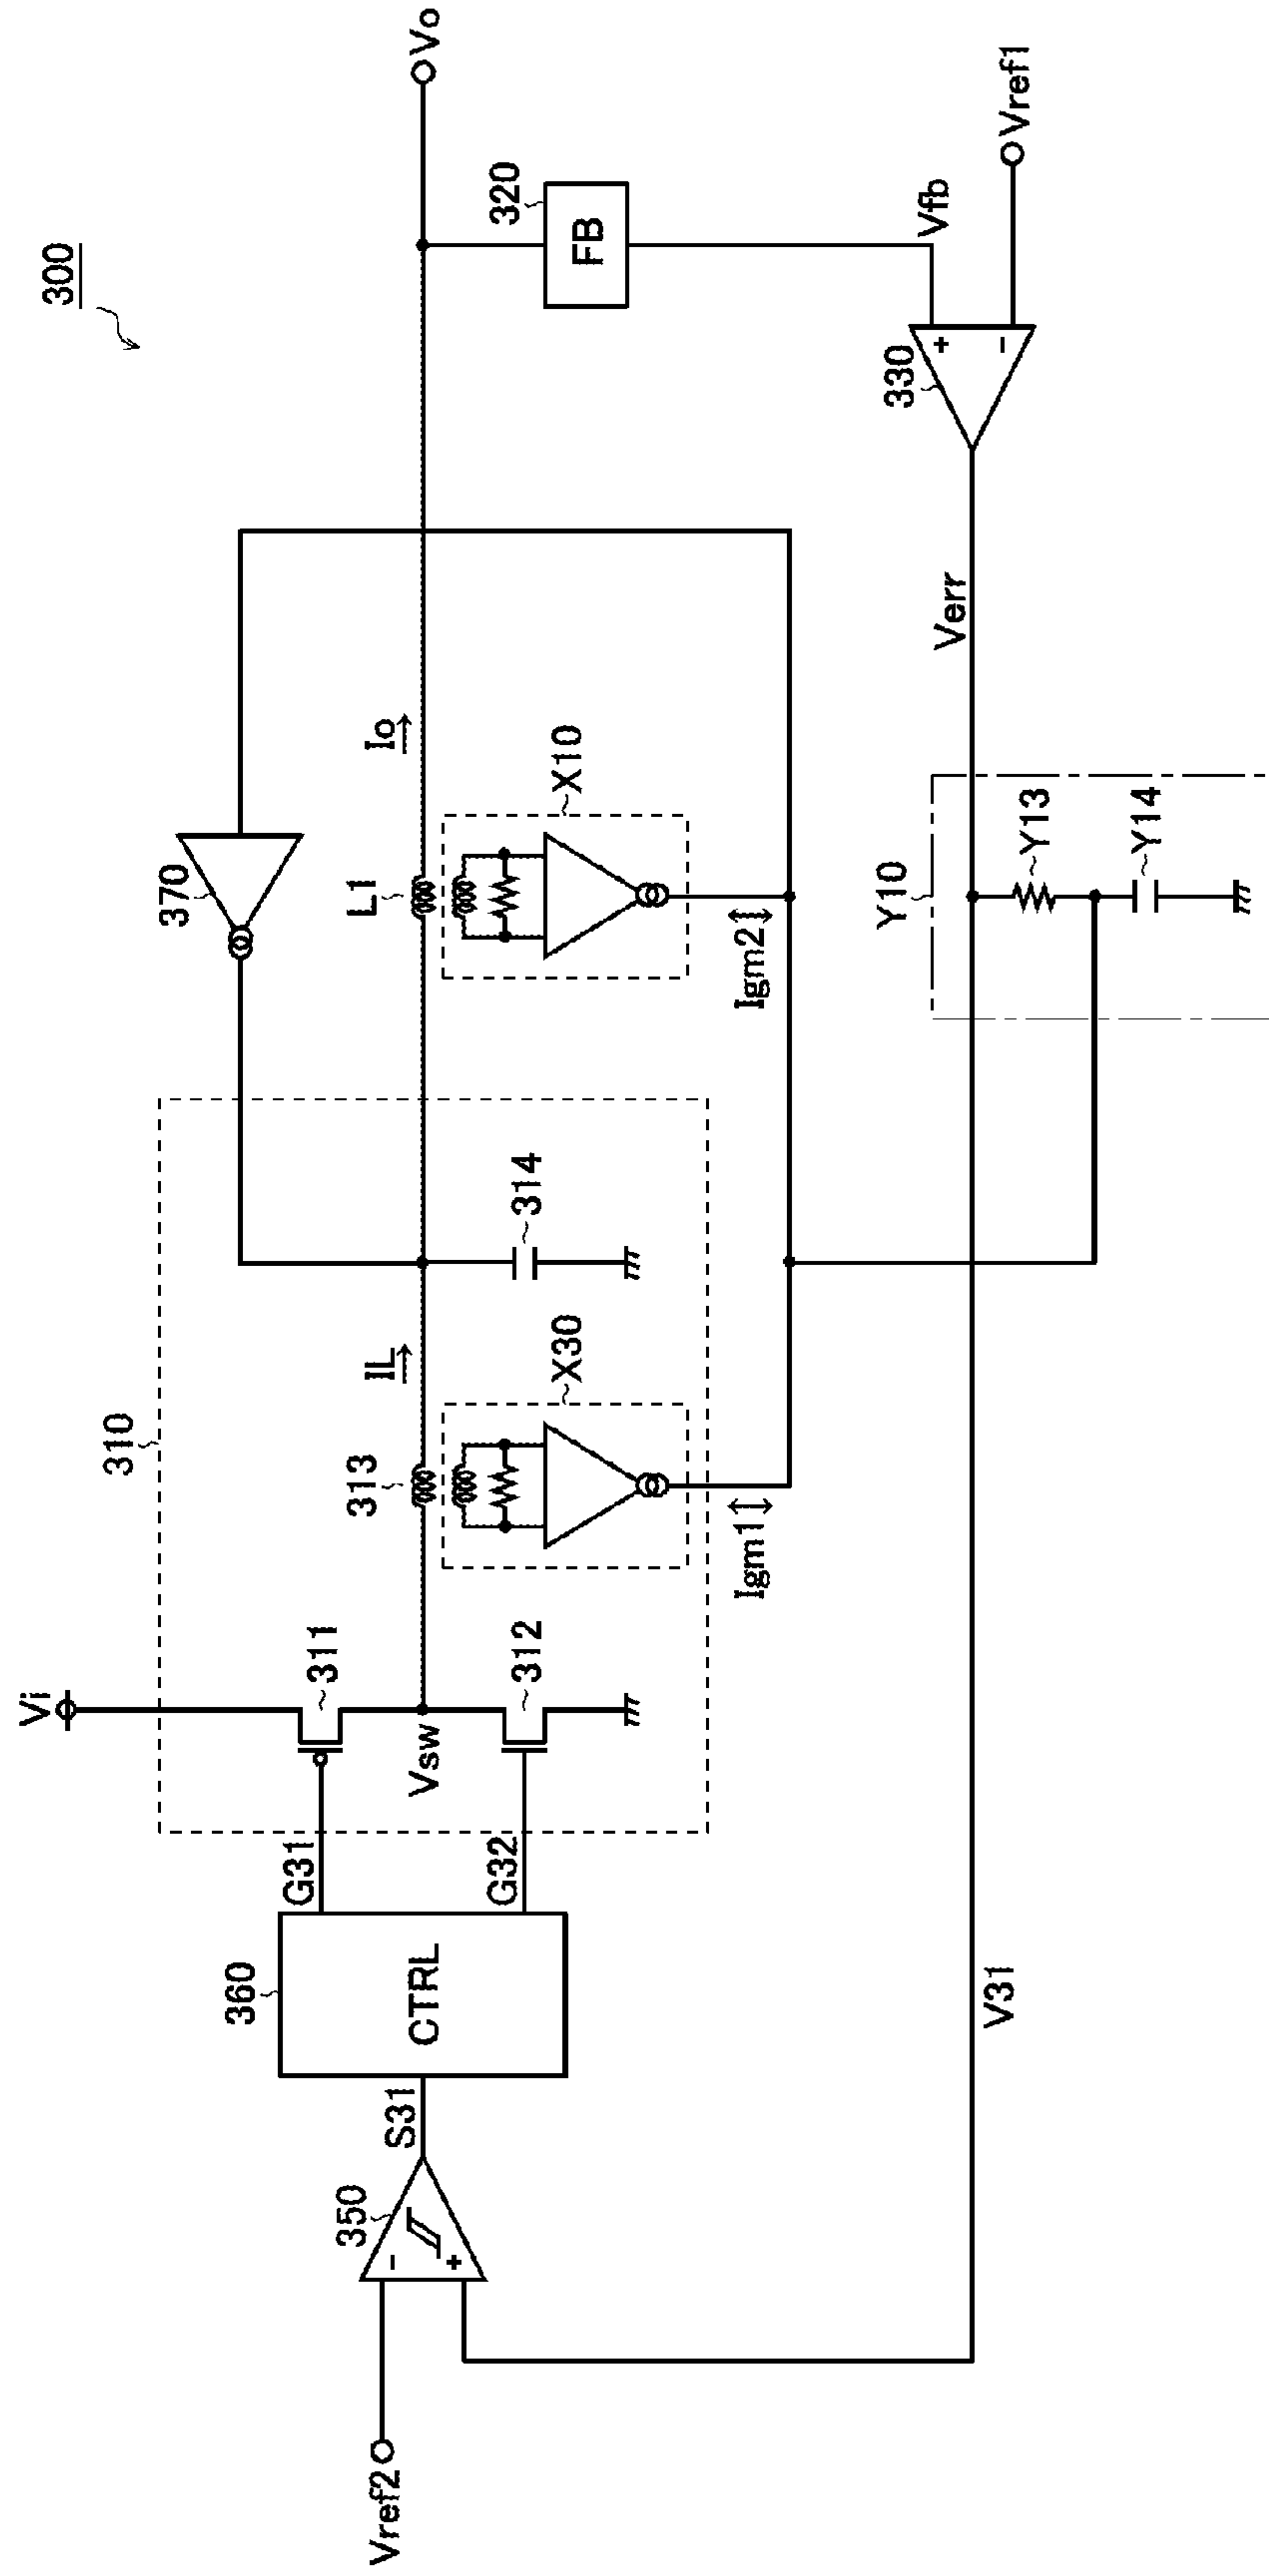 300
Vi
310
311
Vsw
312
G31
G32
360
CTRL
S31
350
-
+
Vref2
313
IL
X30
Igm1
314
370
L1
Io
X10
Igm2
Vo
320
FB
Vfb
Vref1
330
+
-
Verr
Y10
Y13
Y14
V31